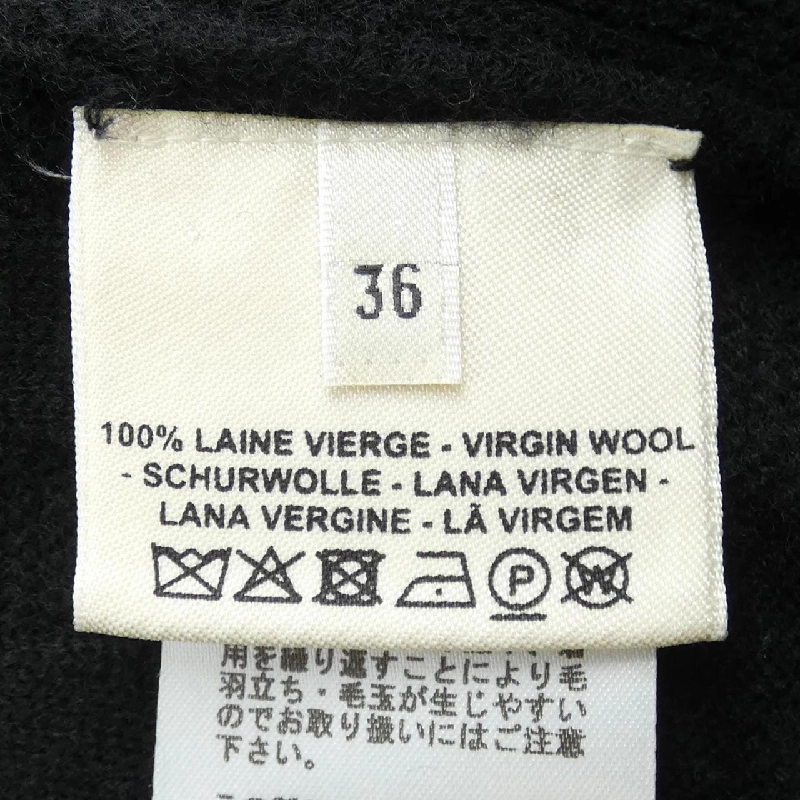 36
100% LAINE VIERGE - VIRGIN WOOL
- SCHURWOLLE - LANA VIRGEN -
LANA VERGINE - LÃ VIRGEM
P
W
用を繰り返すことにより毛
羽立ち・毛玉が生じやすい
のでお取り扱いにはご注意
下さい。